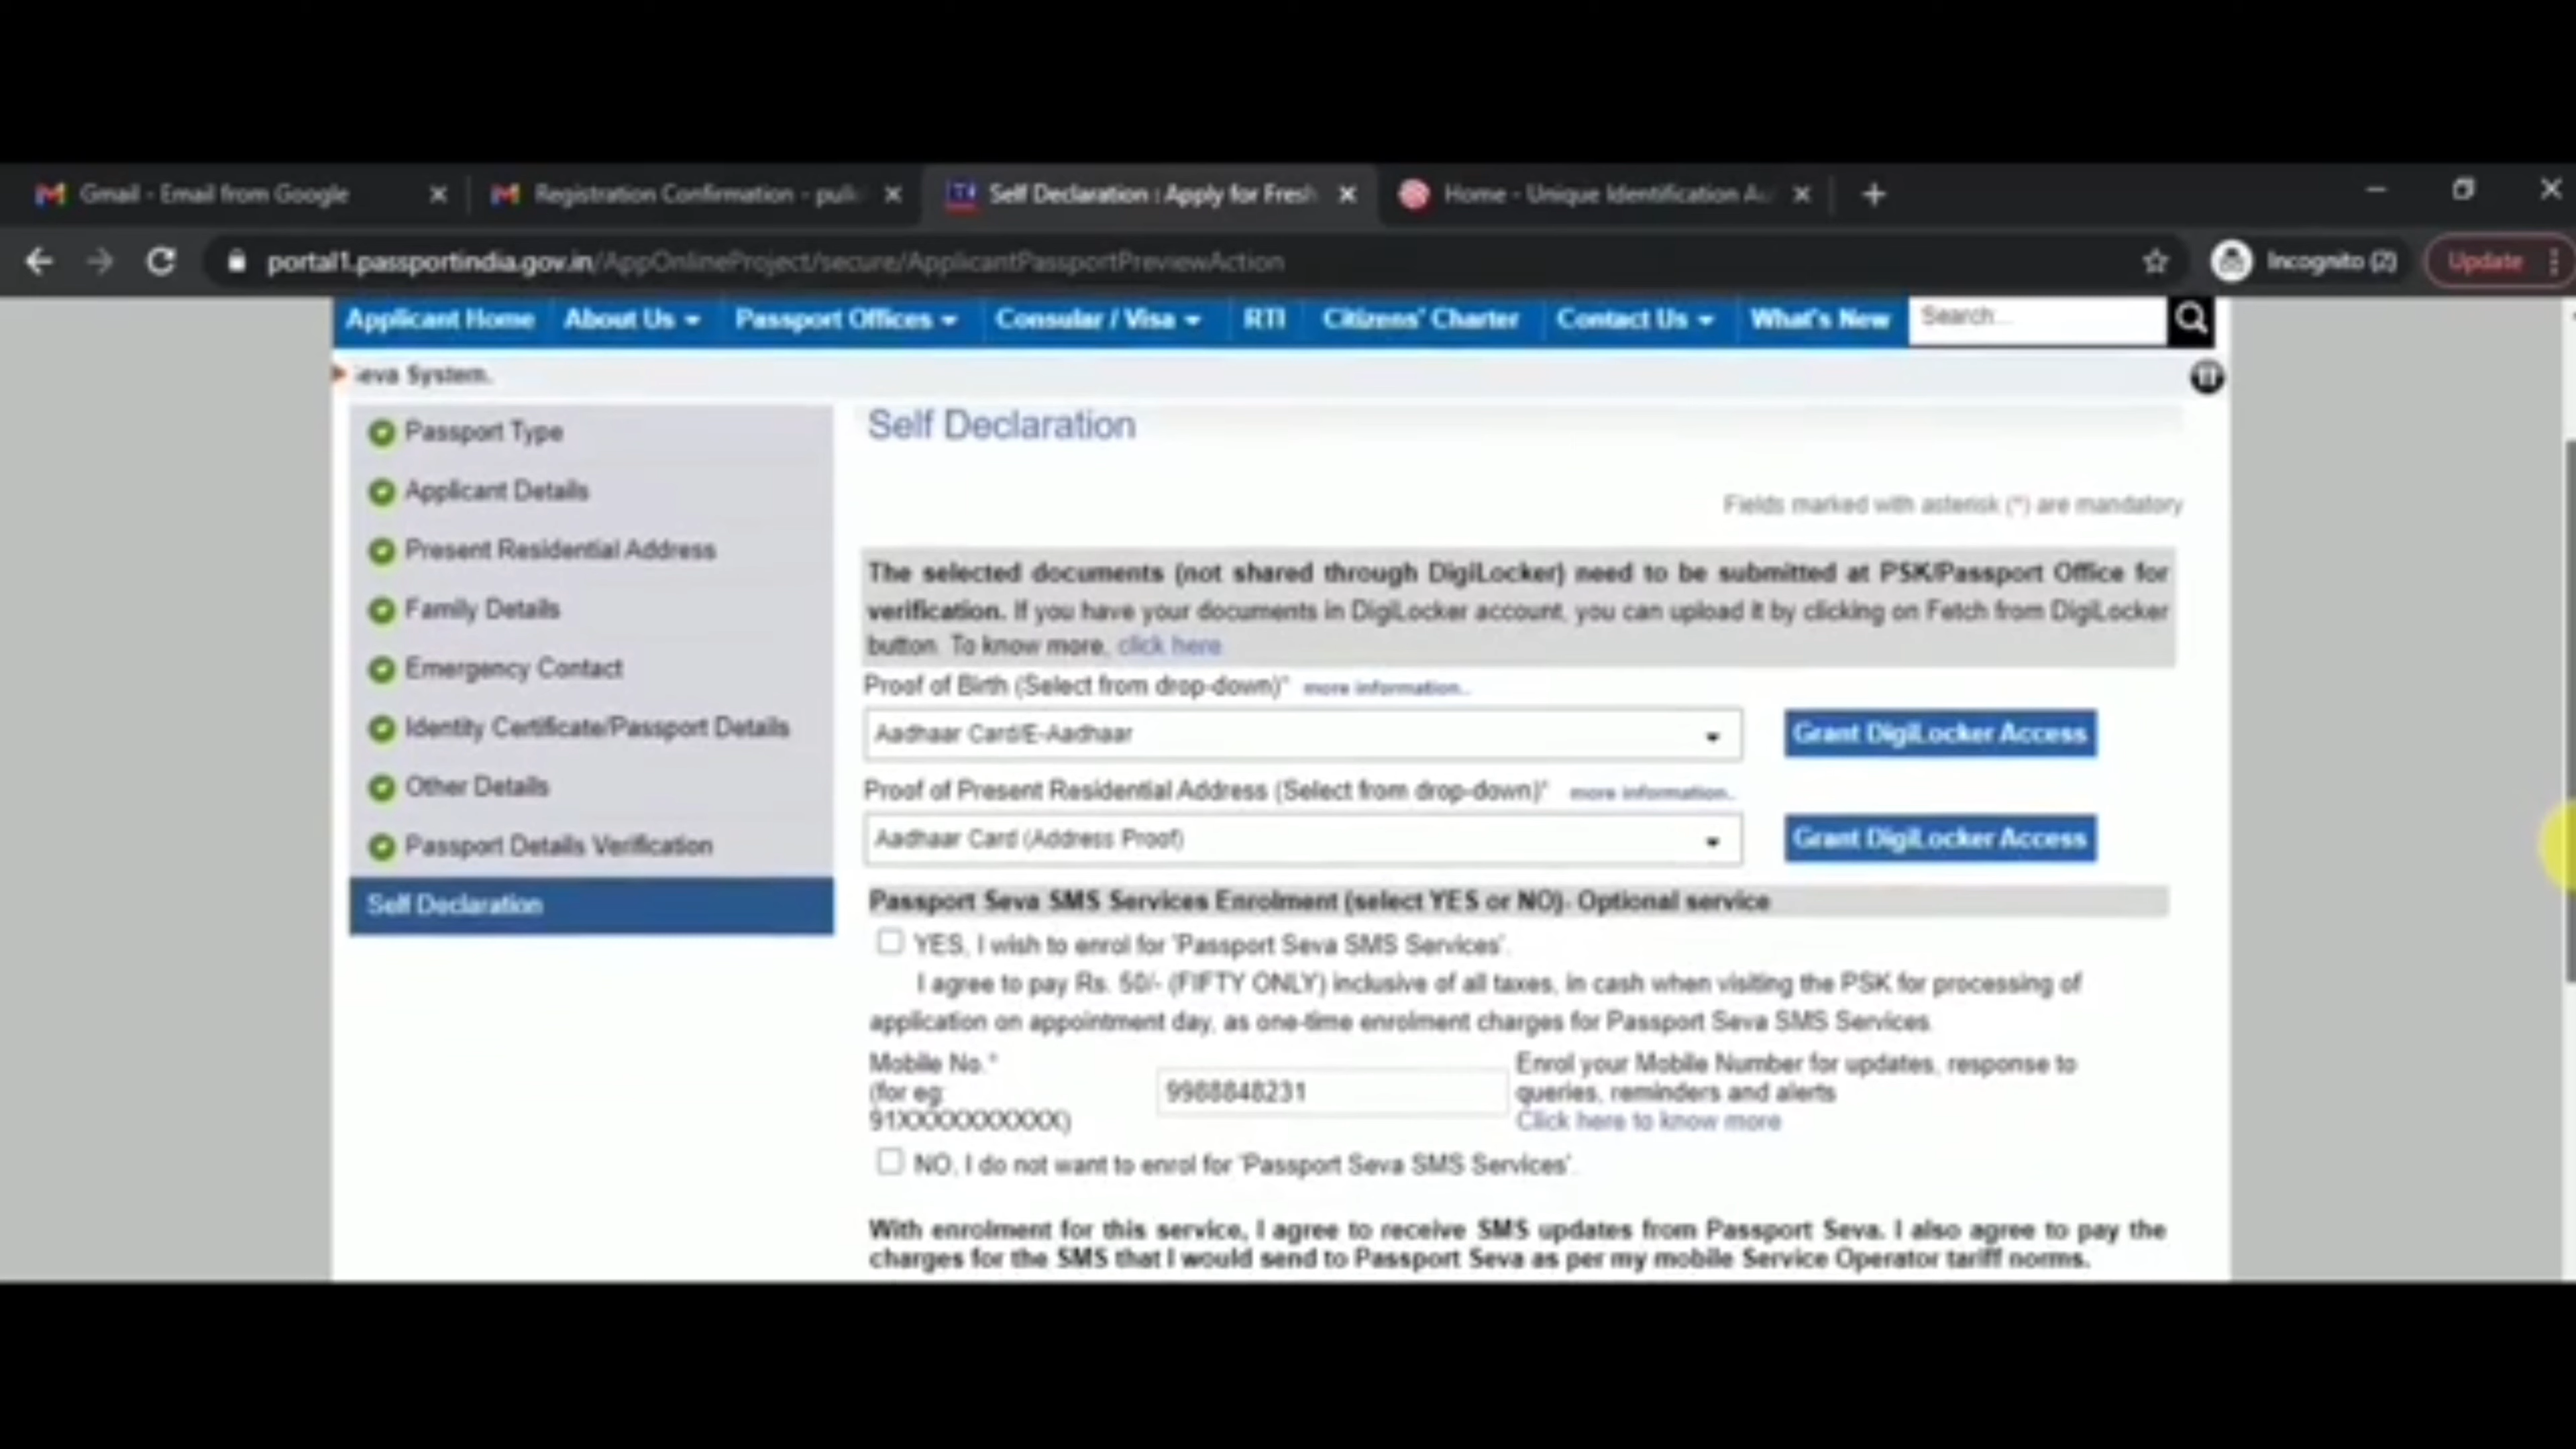 Gmail - Email from Google
Registration Confirmation - pulk
Self Declaration : Apply for Fresh
Home - Unique Identification Au
portal1.passportindia.gov.in/AppOnlineProject/secure/ApplicantPassportPreviewAction
Incognito (2)
Update
Applicant Home About Us Passport Offices Consular / Visa RTI Citizens' Charter Contact Us What's New Search...
eva System.
Passport Type
Applicant Details
Present Residential Address
Family Details
Emergency Contact
Identity Certificate/Passport Details
Other Details
Passport Details Verification
Self Declaration
Self Declaration
Fields marked with asterisk (*) are mandatory
The selected documents (not shared through DigiLocker) need to be submitted at PSK/Passport Office for
verification. If you have your documents in DigiLocker account, you can upload it by clicking on Fetch from DigiLocker
button. To know more, click here
Proof of Birth (Select from drop-down)* more information..
Aadhaar Card/E-Aadhaar
Grant DigiLocker Access
Proof of Present Residential Address (Select from drop-down)* more information..
Aadhaar Card (Address Proof)
Grant DigiLocker Access
Passport Seva SMS Services Enrolment (select YES or NO)- Optional service
YES, I wish to enrol for 'Passport Seva SMS Services'.
I agree to pay Rs. 50/- (FIFTY ONLY) inclusive of all taxes, in cash when visiting the PSK for processing of
application on appointment day, as one-time enrolment charges for Passport Seva SMS Services.
Mobile No.*
(for eg:
91XXXXXXXXXX)
9988848231
Enrol your Mobile Number for updates, response to
queries, reminders and alerts
Click here to know more
NO, I do not want to enrol for 'Passport Seva SMS Services'.
With enrolment for this service, I agree to receive SMS updates from Passport Seva. I also agree to pay the
charges for the SMS that I would send to Passport Seva as per my mobile Service Operator tariff norms.